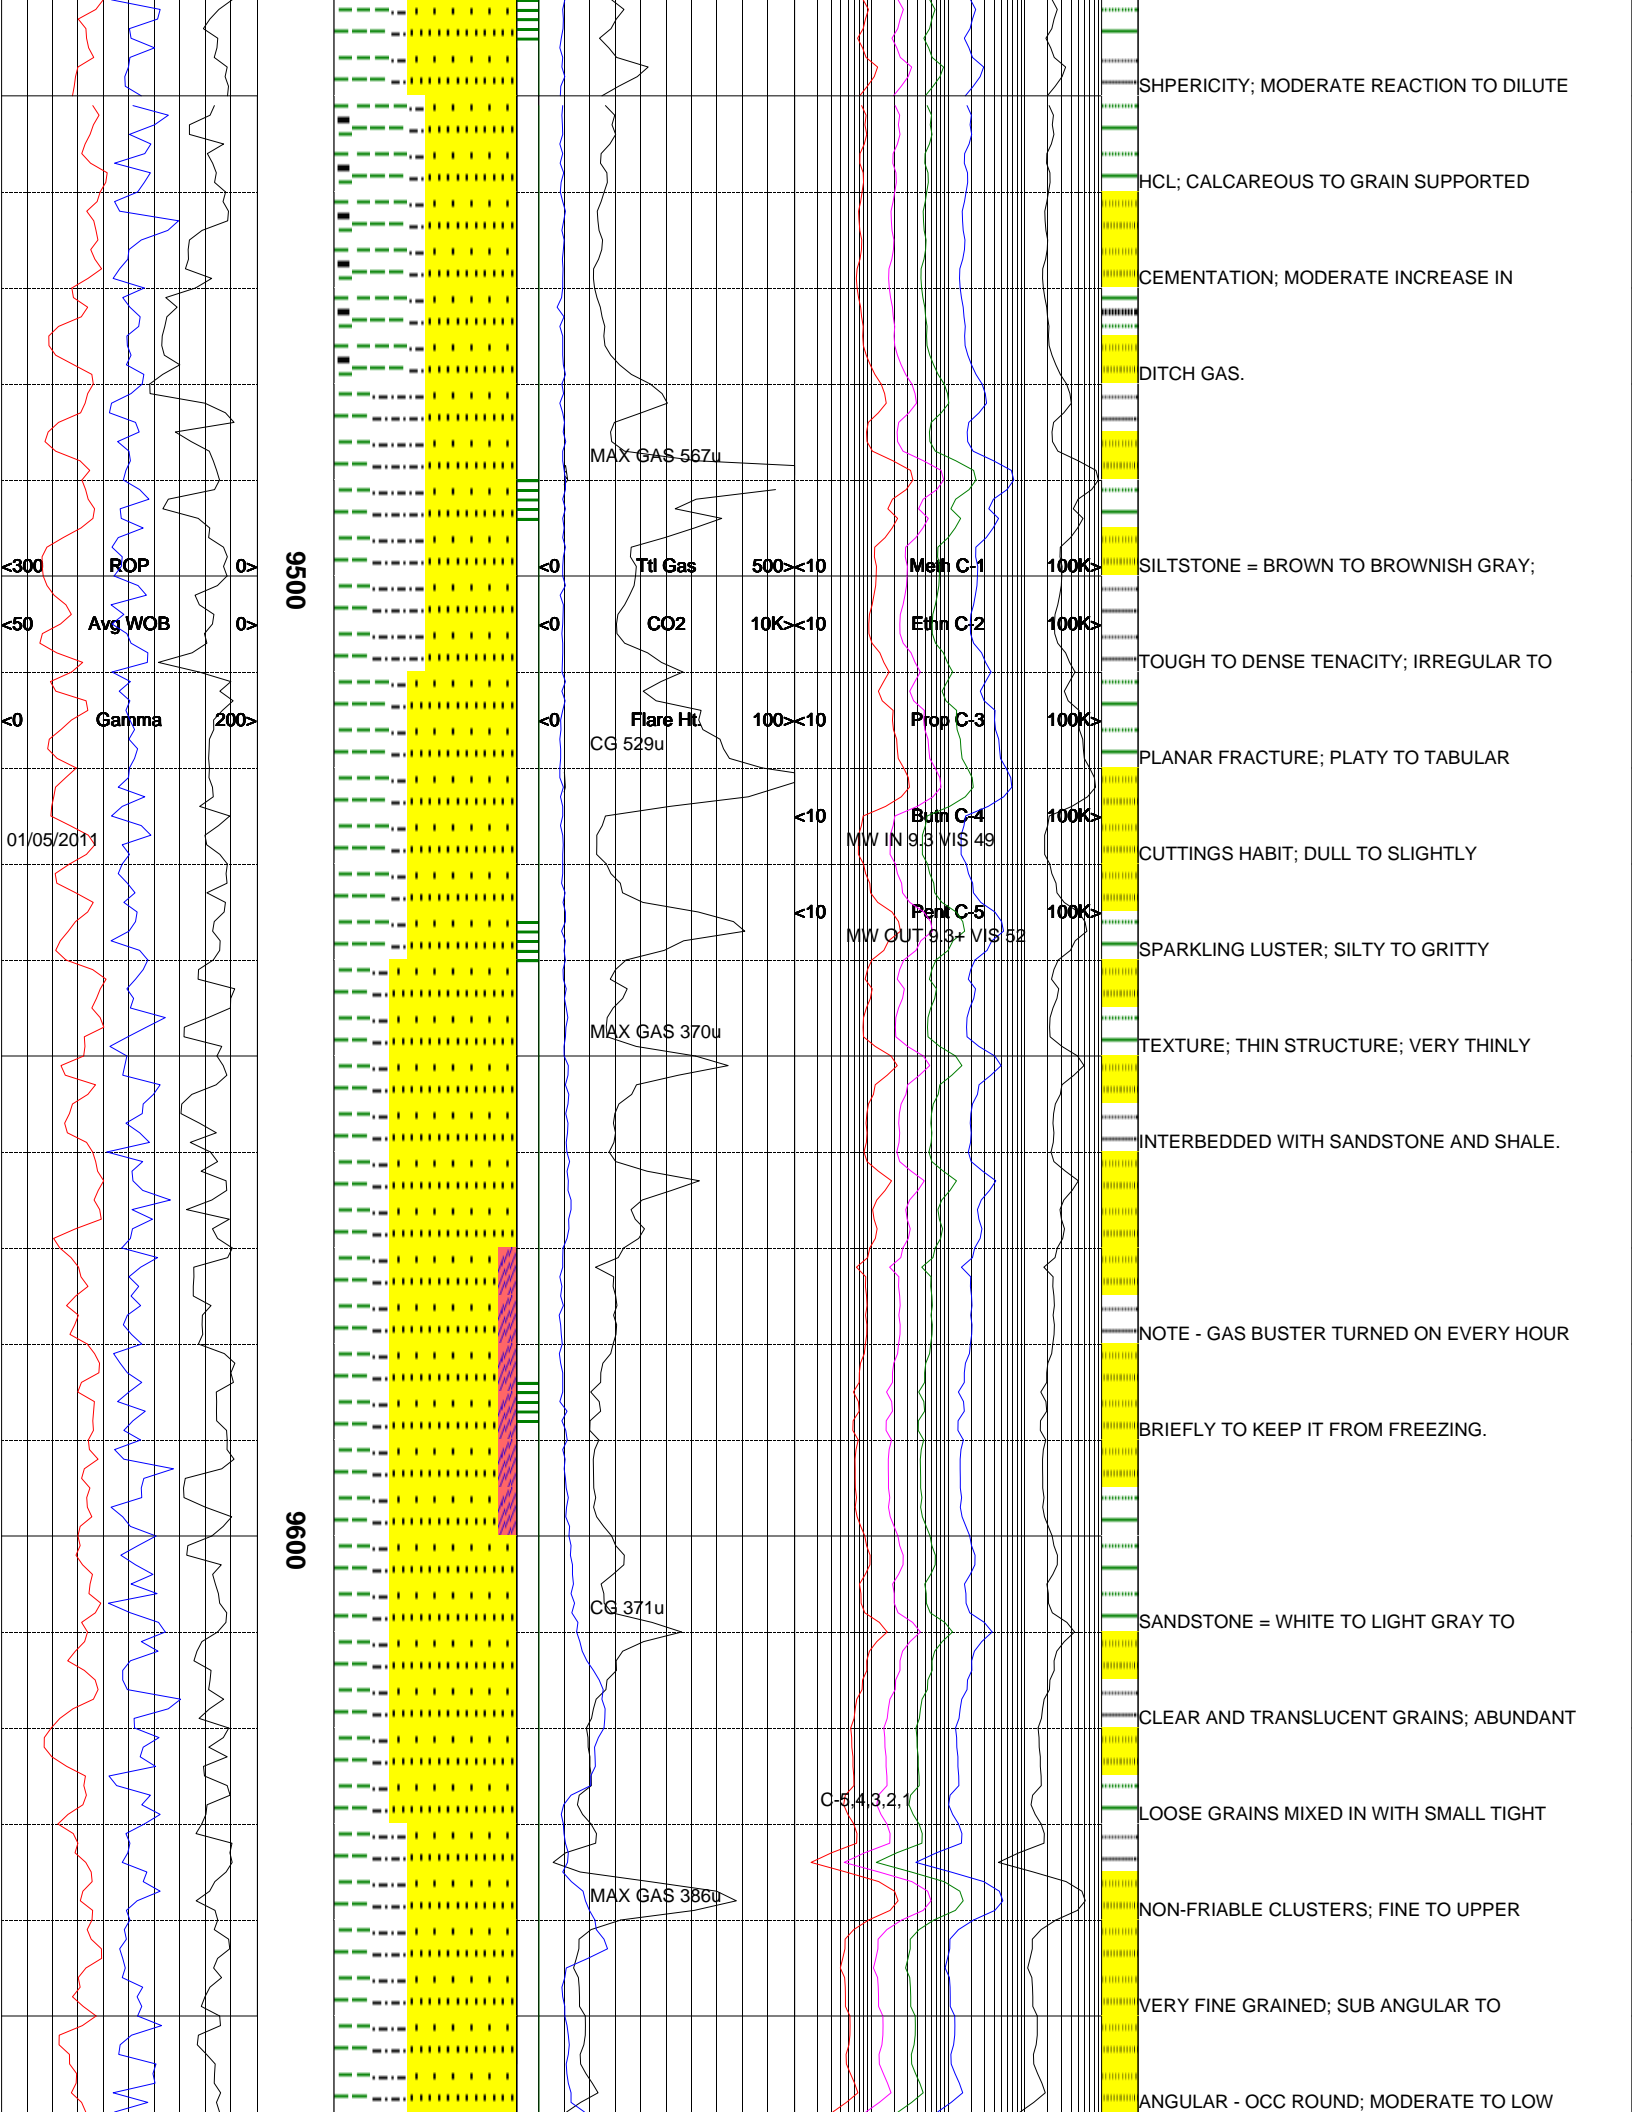 SHPERICITY; MODERATE REACTION TO DILUTE
HCL; CALCAREOUS TO GRAIN SUPPORTED
CEMENTATION; MODERATE INCREASE IN
DITCH GAS.
MAX GAS 567u
<300 ROP 0> 9500 <0 Ttl Gas 500><10 Meth C-1 100K> SILTSTONE = BROWN TO BROWNISH GRAY;
<50 Avg WOB 0> <0 CO2 10K><10 Ethn C-2 100K>
TOUGH TO DENSE TENACITY; IRREGULAR TO
<0 Gamma 200> <0 Flare Ht. 100><10 Prop C-3 100K>
CG 529u
PLANAR FRACTURE; PLATY TO TABULAR
<10 Butn C-4 100K>
01/05/2011 MW IN 9.3 VIS 49
CUTTINGS HABIT; DULL TO SLIGHTLY
<10 Pent C-5 100K>
MW OUT 9.3+ VIS 52
SPARKLING LUSTER; SILTY TO GRITTY
MAX GAS 370u
TEXTURE; THIN STRUCTURE; VERY THINLY
INTERBEDDED WITH SANDSTONE AND SHALE.
NOTE - GAS BUSTER TURNED ON EVERY HOUR
BRIEFLY TO KEEP IT FROM FREEZING.
9600
CG 371u
SANDSTONE = WHITE TO LIGHT GRAY TO
CLEAR AND TRANSLUCENT GRAINS; ABUNDANT
C-5,4,3,2,1
LOOSE GRAINS MIXED IN WITH SMALL TIGHT
MAX GAS 386u
NON-FRIABLE CLUSTERS; FINE TO UPPER
VERY FINE GRAINED; SUB ANGULAR TO
ANGULAR - OCC ROUND; MODERATE TO LOW